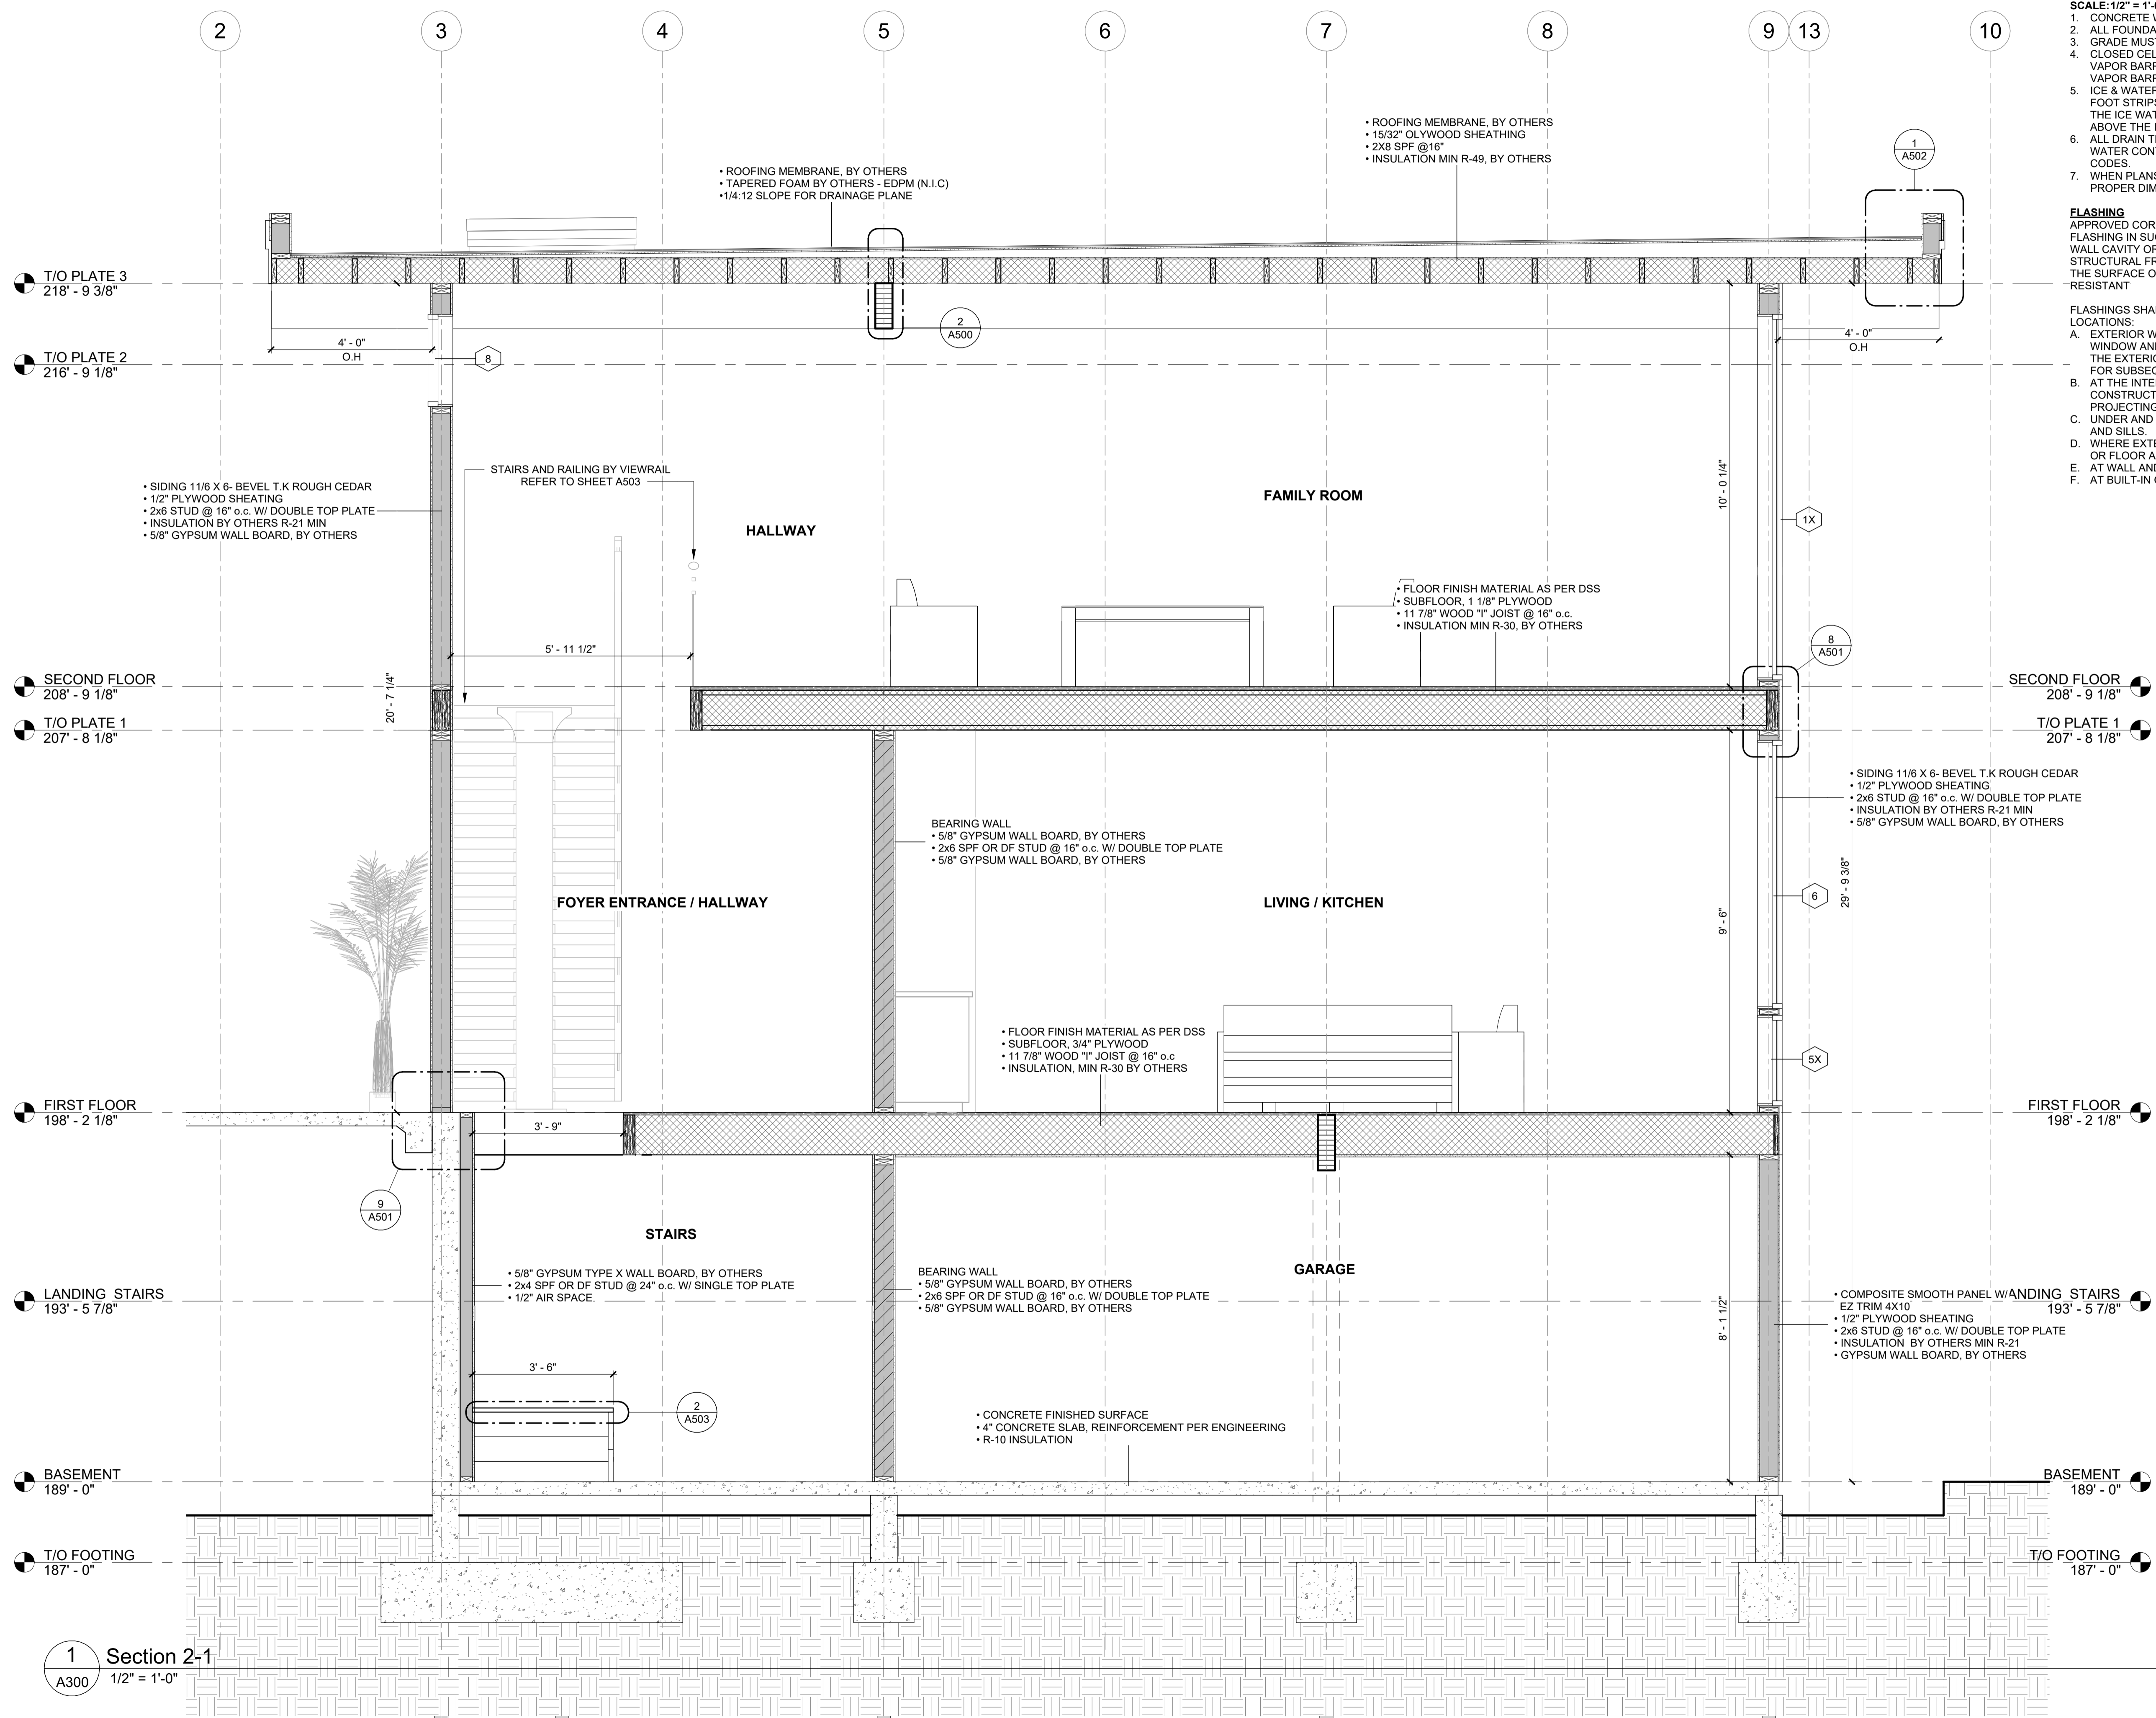 2
3
4
5
6
7
8
9
13
10
SCALE:1/2" = 1'-
1. CONCRETE
2. ALL FOUNDA
3. GRADE MUS
4. CLOSED CEL
VAPOR BARR
VAPOR BARR
5. ICE & WATER
FOOT STRIPS
THE ICE WAT
ABOVE THE
6. ALL DRAIN T
WATER CON
CODES.
7. WHEN PLANS
PROPER DIM
FLASHING
APPROVED COR
FLASHING IN SU
WALL CAVITY OR
STRUCTURAL FR
THE SURFACE O
RESISTANT
FLASHINGS SHA
LOCATIONS:
A. EXTERIOR W
WINDOW AN
THE EXTERIO
FOR SUBSEC
B. AT THE INTE
CONSTRUCT
PROJECTING
C. UNDER AND
AND SILLS.
D. WHERE EXTE
OR FLOOR A
E. AT WALL AND
F. AT BUILT-IN
• ROOFING MEMBRANE, BY OTHERS
• 15/32" OLYWOOD SHEATHING
• 2X8 SPF @16"
• INSULATION MIN R-49, BY OTHERS
1
A502
• ROOFING MEMBRANE, BY OTHERS
• TAPERED FOAM BY OTHERS - EDPM (N.I.C)
•1/4:12 SLOPE FOR DRAINAGE PLANE
T/O PLATE 3
218' - 9 3/8"
2
A500
4' - 0"
O.H
4' - 0"
O.H
T/O PLATE 2
216' - 9 1/8"
8
STAIRS AND RAILING BY VIEWRAIL
REFER TO SHEET A503
• SIDING 11/6 X 6- BEVEL T.K ROUGH CEDAR
• 1/2" PLYWOOD SHEATING
• 2x6 STUD @ 16" o.c. W/ DOUBLE TOP PLATE
• INSULATION BY OTHERS R-21 MIN
• 5/8" GYPSUM WALL BOARD, BY OTHERS
HALLWAY
FAMILY ROOM
10' - 0 1/4"
1X
• FLOOR FINISH MATERIAL AS PER DSS
• SUBFLOOR, 1 1/8" PLYWOOD
• 11 7/8" WOOD "I" JOIST @ 16" o.c.
• INSULATION MIN R-30, BY OTHERS
8
A501
5' - 11 1/2"
20' - 7 1/4"
SECOND FLOOR
208' - 9 1/8"
SECOND FLOOR
208' - 9 1/8"
T/O PLATE 1
207' - 8 1/8"
T/O PLATE 1
207' - 8 1/8"
• SIDING 11/6 X 6- BEVEL T.K ROUGH CEDAR
• 1/2" PLYWOOD SHEATING
• 2x6 STUD @ 16" o.c. W/ DOUBLE TOP PLATE
• INSULATION BY OTHERS R-21 MIN
• 5/8" GYPSUM WALL BOARD, BY OTHERS
BEARING WALL
• 5/8" GYPSUM WALL BOARD, BY OTHERS
• 2x6 SPF OR DF STUD @ 16" o.c. W/ DOUBLE TOP PLATE
• 5/8" GYPSUM WALL BOARD, BY OTHERS
FOYER ENTRANCE / HALLWAY
LIVING / KITCHEN
9' - 6"
6
29' - 9 3/8"
• FLOOR FINISH MATERIAL AS PER DSS
• SUBFLOOR, 3/4" PLYWOOD
• 11 7/8" WOOD "I" JOIST @ 16" o.c
• INSULATION, MIN R-30 BY OTHERS
5X
FIRST FLOOR
198' - 2 1/8"
FIRST FLOOR
198' - 2 1/8"
3' - 9"
9
A501
STAIRS
GARAGE
• 5/8" GYPSUM TYPE X WALL BOARD, BY OTHERS
• 2x4 SPF OR DF STUD @ 24" o.c. W/ SINGLE TOP PLATE
• 1/2" AIR SPACE.
BEARING WALL
• 5/8" GYPSUM WALL BOARD, BY OTHERS
• 2x6 SPF OR DF STUD @ 16" o.c. W/ DOUBLE TOP PLATE
• 5/8" GYPSUM WALL BOARD, BY OTHERS
8' - 1 1/2"
LANDING STAIRS
193' - 5 7/8"
ANDING STAIRS
193' - 5 7/8"
• COMPOSITE SMOOTH PANEL W/
EZ TRIM 4X10
• 1/2" PLYWOOD SHEATING
• 2x6 STUD @ 16" o.c. W/ DOUBLE TOP PLATE
• INSULATION BY OTHERS MIN R-21
• GYPSUM WALL BOARD, BY OTHERS
3' - 6"
2
A503
• CONCRETE FINISHED SURFACE
• 4" CONCRETE SLAB, REINFORCEMENT PER ENGINEERING
• R-10 INSULATION
BASEMENT
189' - 0"
BASEMENT
189' - 0"
T/O FOOTING
187' - 0"
T/O FOOTING
187' - 0"
1
A300
Section 2-1
1/2" = 1'-0"